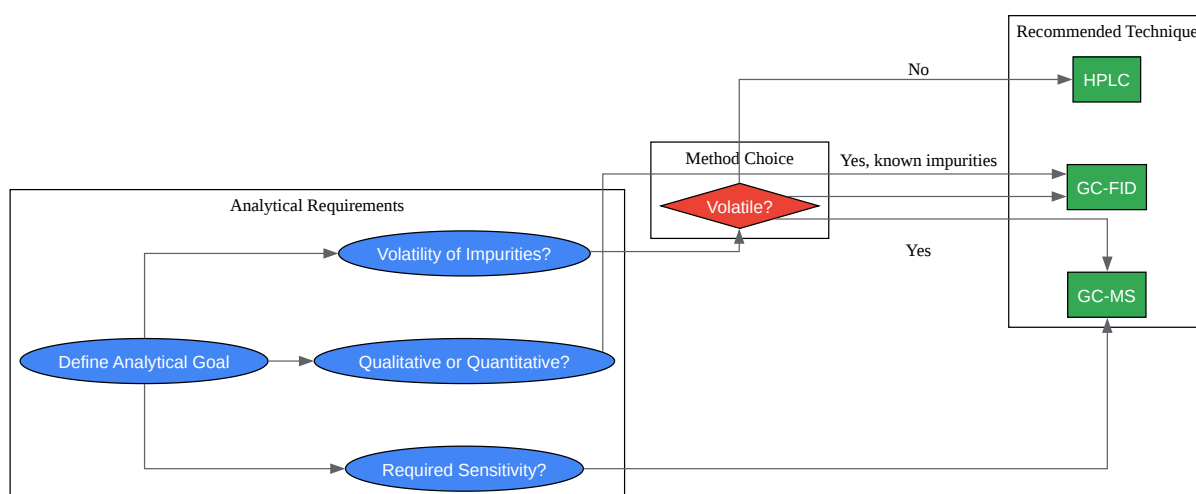 Recommended Technique
HPLC
No
Method Choice
Yes, known impurities
GC-FID
Volatile?
Analytical Requirements
Volatility of Impurities?
Yes
GC-MS
Define Analytical Goal
Qualitative or Quantitative?
Required Sensitivity?